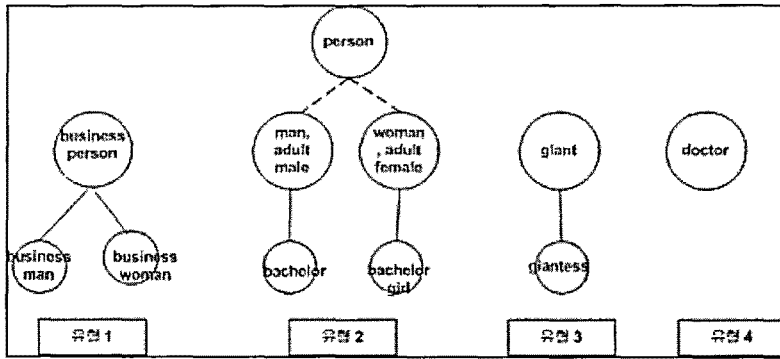 person
business
person
man,
adult
male
woman
, adult
female
giant
doctor
business
man
business
woman
bachelor
bachelor
girl
giantess
유형 1
유형 2
유형 3
유형 4